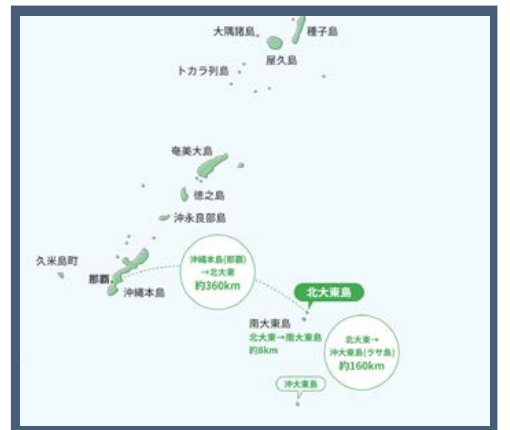 大隅諸島
種子島
屋久島
トカラ列島
奄美大島
徳之島
沖永良部島
久米島町
那覇
沖縄本島
沖縄本島(那覇)
→北大東
約360km
北大東島
南大東島
北大東→南大東島
約8km
北大東→
沖大東島(ラサ島)
約160km
沖大東島